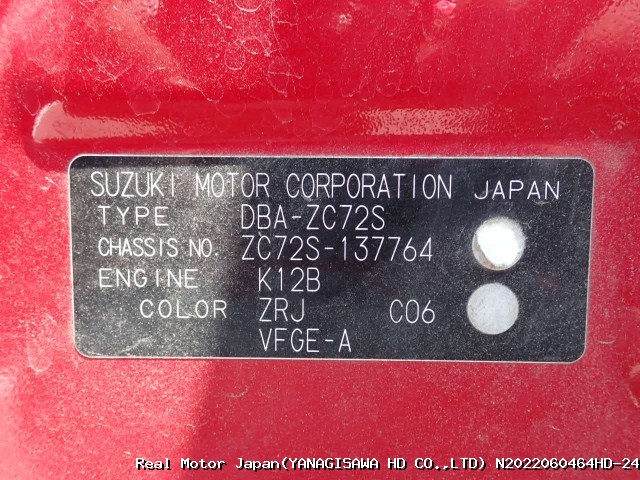 SUZUKI MOTOR CORPORATION JAPAN
TYPE DBA-ZC72S
CHASSIS NO. ZC72S-137764
ENGINE K12B
COLOR ZRJ C06
VFGE-A
Real Motor Japan(YANAGISAWA HD CO.,LTD) N2022060464HD-24